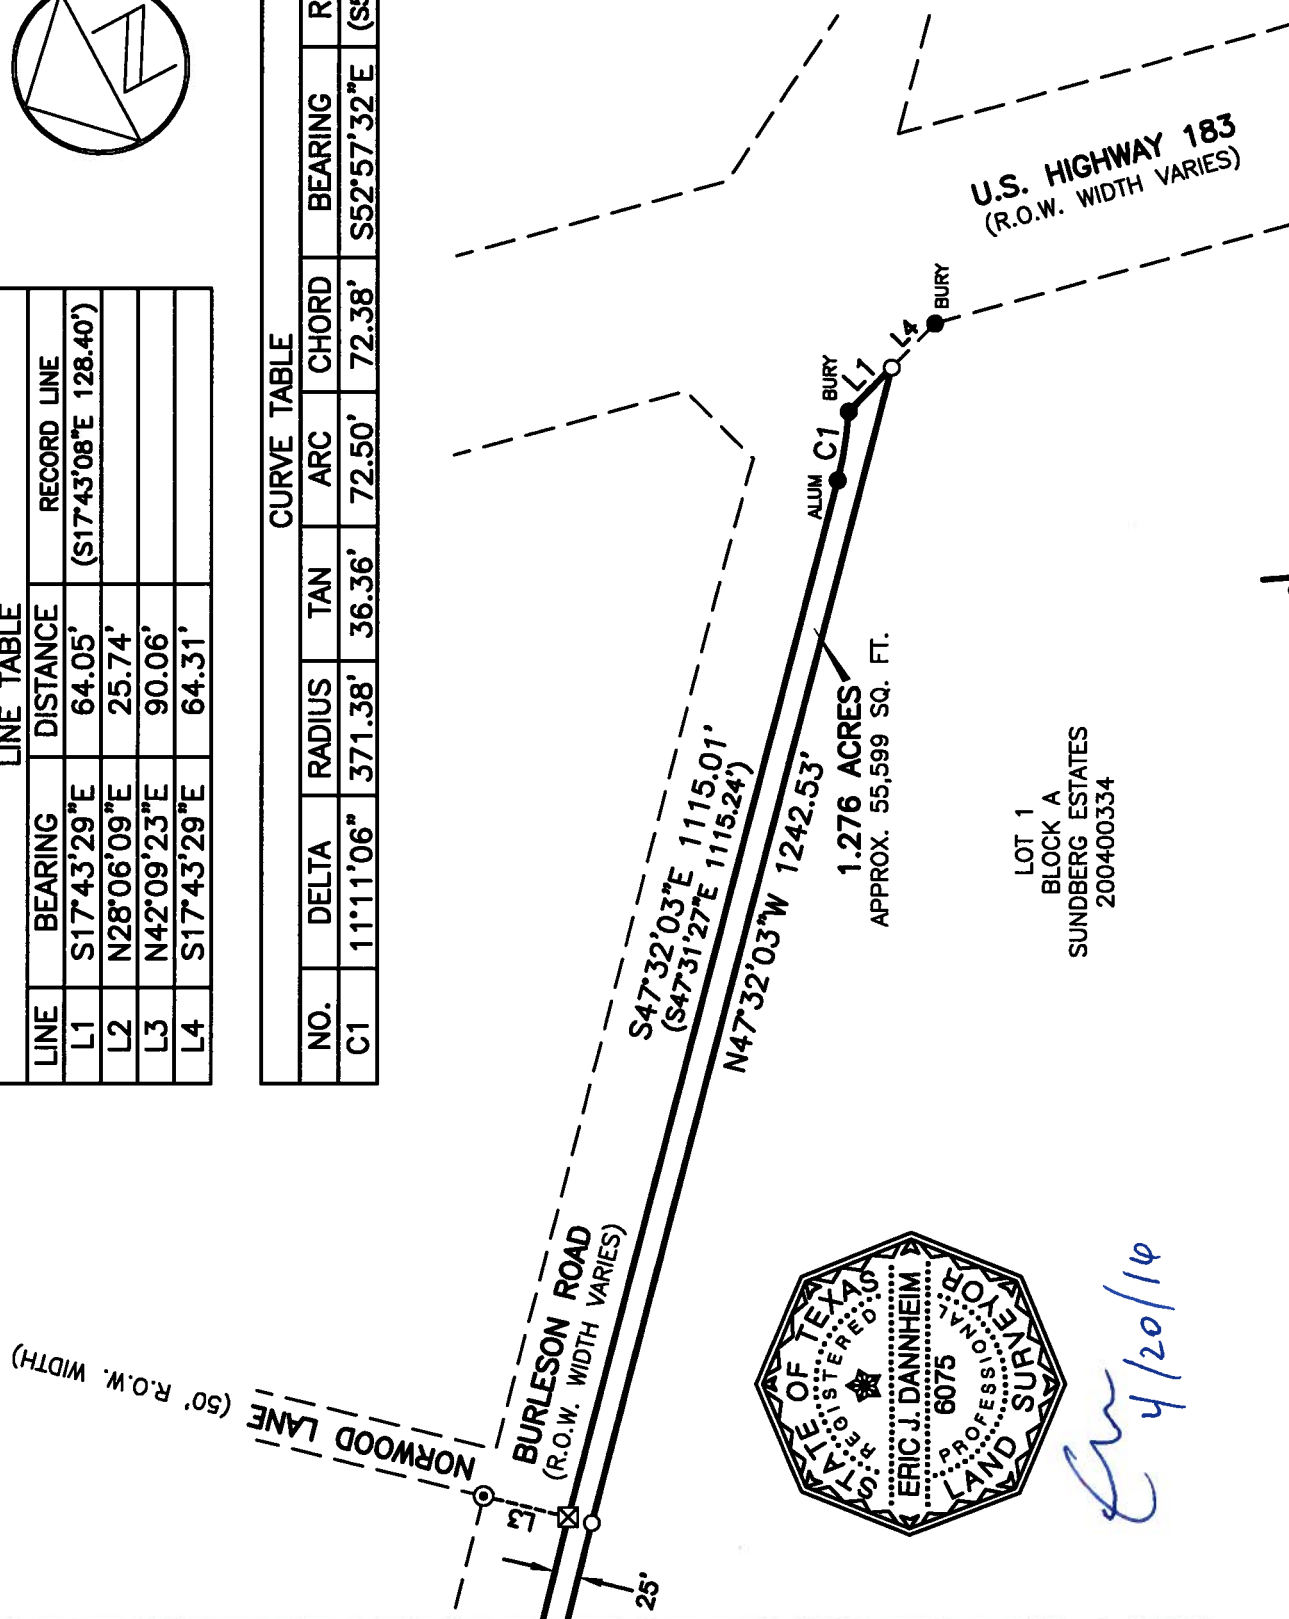 LINE TABLE
LINE BEARING DISTANCE RECORD LINE
L1 S17°43'29"E 64.05' (S17°43'08"E 128.40')
L2 N28°06'09"E 25.74'
L3 N42°09'23"E 90.06'
L4 S17°43'29"E 64.31'
CURVE TABLE
NO. DELTA RADIUS TAN ARC CHORD BEARING
C1 11°11'06" 371.38' 36.36' 72.50' 72.38' S52°57'32"E
NORWOOD LANE (50' R.O.W. WIDTH)
BURLESON ROAD
(R.O.W. WIDTH VARIES)
L3
25'
S47°32'03"E 1115.01'
(S47°31'27"E 1115.24')
N47°32'03"W 1242.53'
1.276 ACRES
APPROX. 55,599 SQ. FT.
ALUM
C1
BURY
L1
L4
BURY
U.S. HIGHWAY 183
(R.O.W. WIDTH VARIES)
LOT 1
BLOCK A
SUNDBERG ESTATES
200400334
STATE OF TEXAS
REGISTERED
ERIC J. DANNHEIM
6075
PROFESSIONAL
LAND SURVEYOR
4/20/16